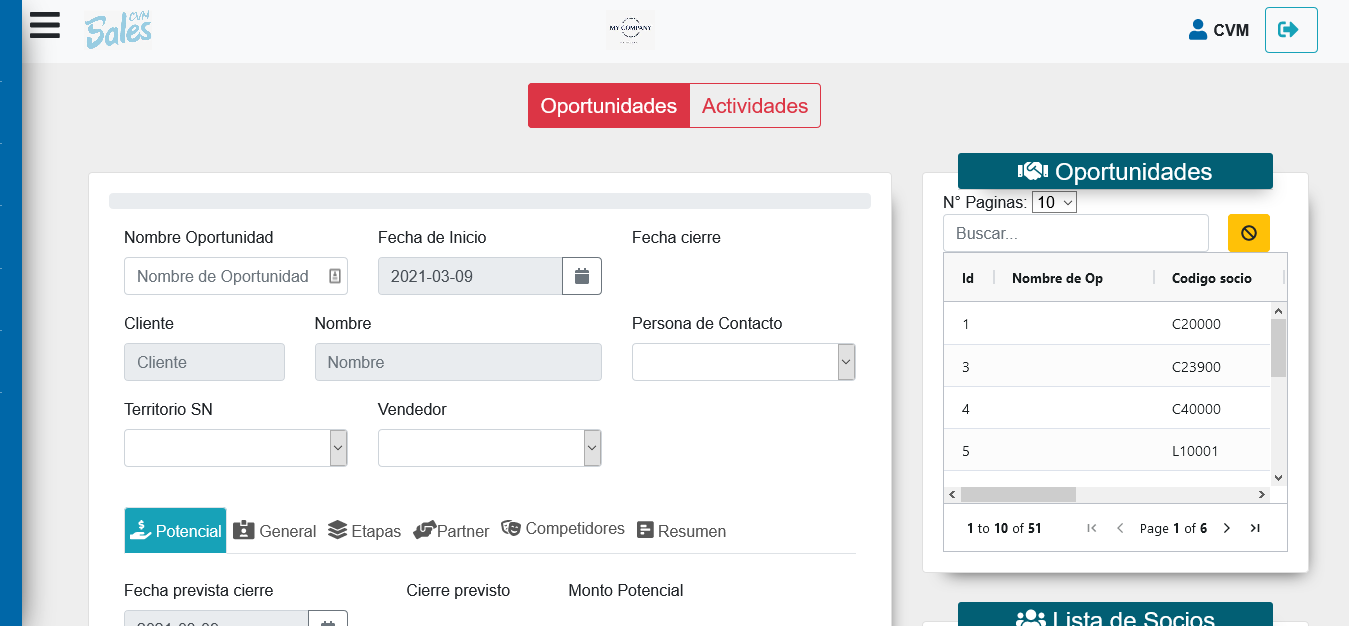 CVM
Sales
MY COMPANY
CVM
Oportunidades Actividades
Nombre Oportunidad Fecha de Inicio Fecha cierre
Nombre de Oportunidad 2021-03-09
Cliente Nombre Persona de Contacto
Cliente Nombre
Territorio SN Vendedor
Potencial General Etapas Partner Competidores Resumen
Fecha prevista cierre Cierre previsto Monto Potencial
2021-09-09
Oportunidades
N° Paginas: 10
Buscar...
Id Nombre de Op Codigo socio
1 C20000
3 C23900
4 C40000
5 L10001
1 to 10 of 51 Page 1 of 6
Lista de Socios